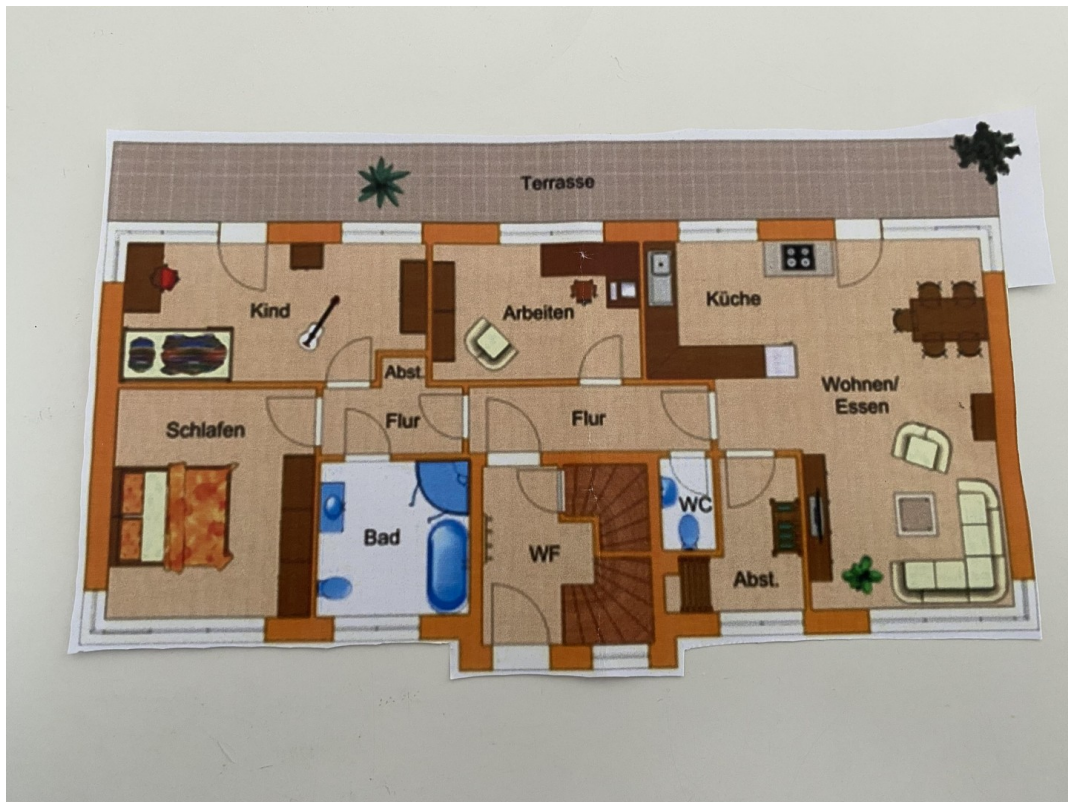 Terrasse
Kind
Arbeiten
Küche
Abst.
Wohnen/
Essen
Schlafen
Flur
Flur
Bad
WF
WC
Abst.